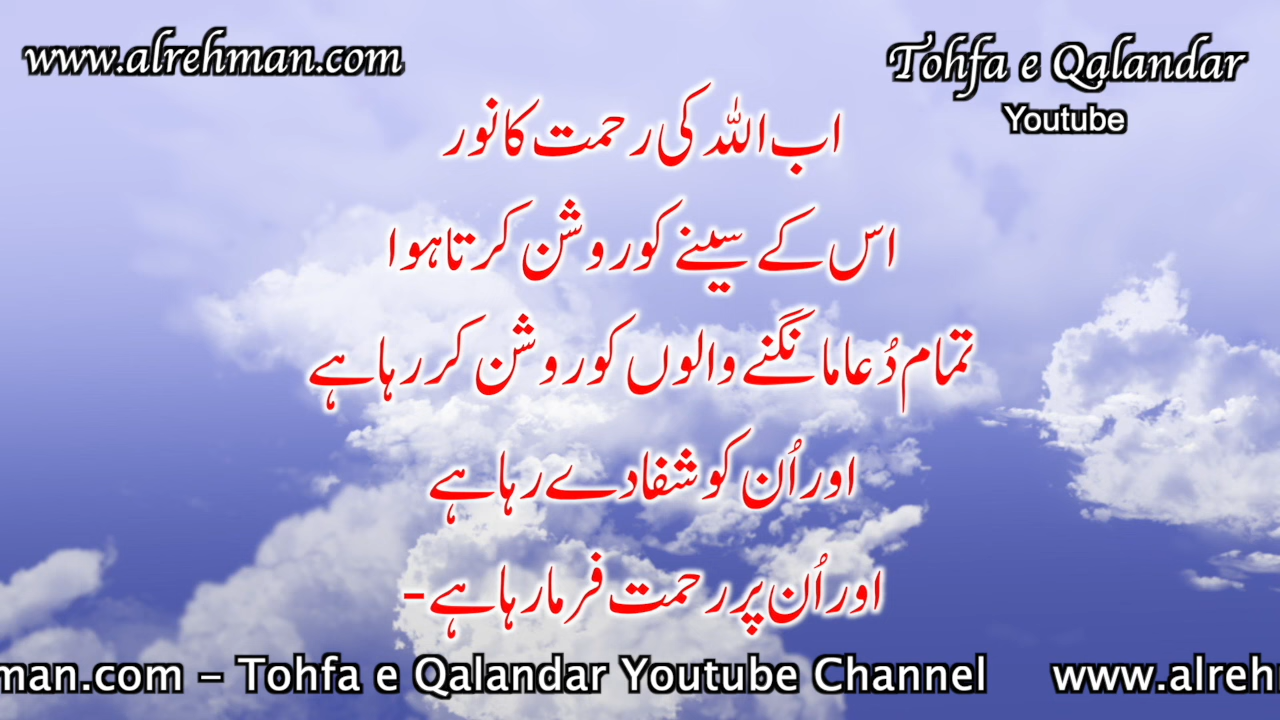 www.alrehman.com
Tohfa e Qalandar
Youtube
اب اللہ کی رحمت کا نور
اس کے سینے کو روشن کرتا ہوا
تمام دُعا مانگنے والوں کو روشن کر رہا ہے
اور اُن کو شفا دے رہا ہے
اور اُن پر رحمت فرما رہا ہے -
man.com – Tohfa e Qalandar Youtube Channel www.alreh